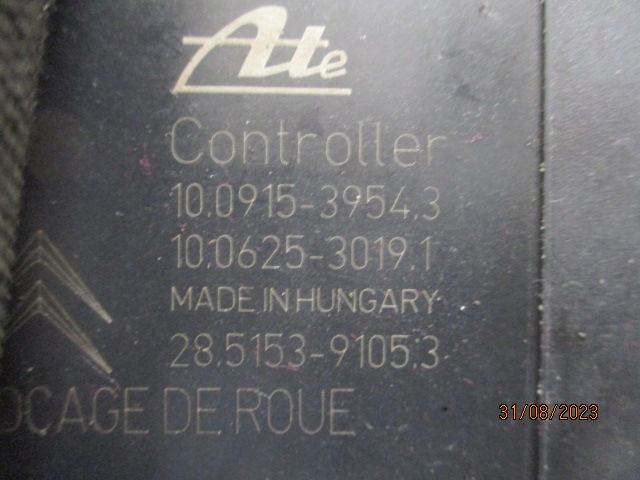 Ate
Controller
10.0915-3954.3
10.0625-3019.1
MADE IN HUNGARY
28.5153-9105.3
OCAGE DE ROUE
31/08/2023